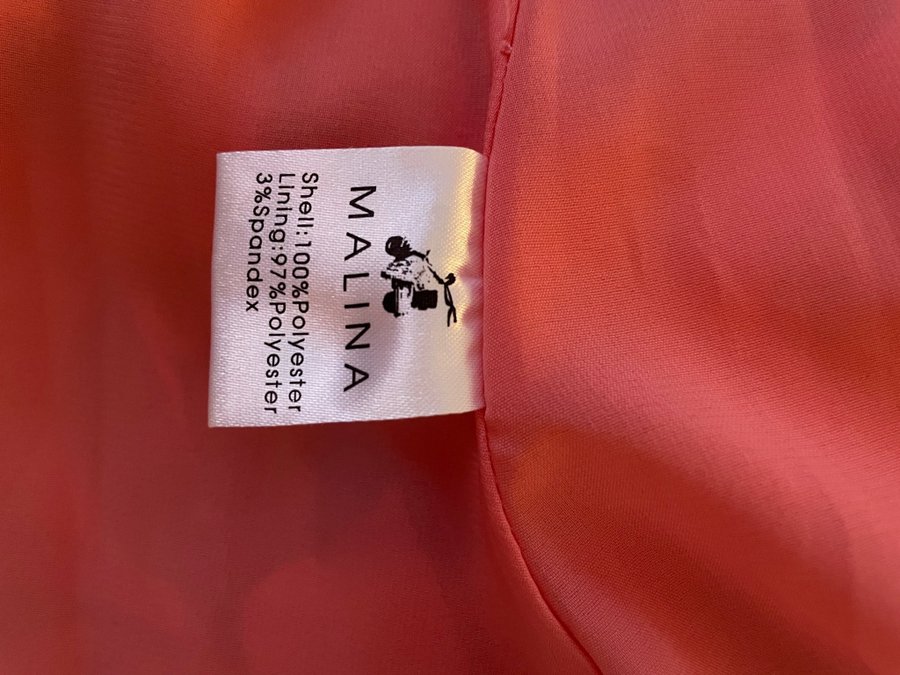 MALINA
Shell:100%Polyester
Lining:97%Polyester
3%Spandex